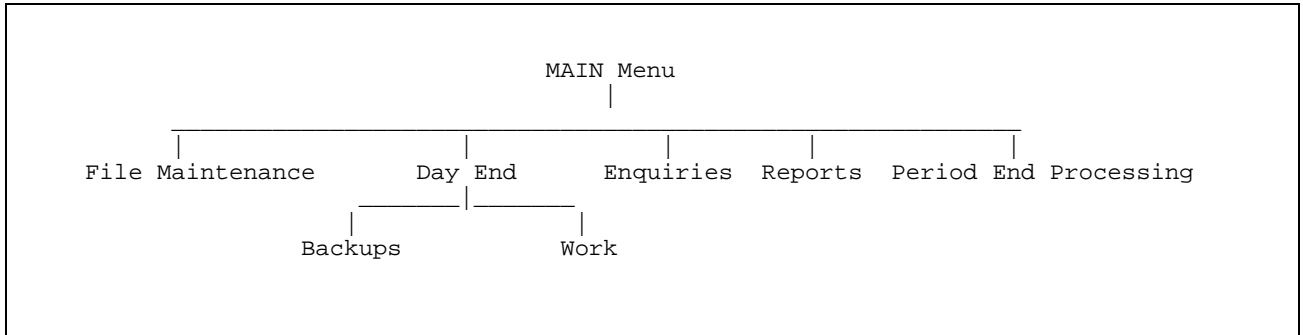 MAIN Menu
File Maintenance Day End Enquiries Reports Period End Processing
Backups Work